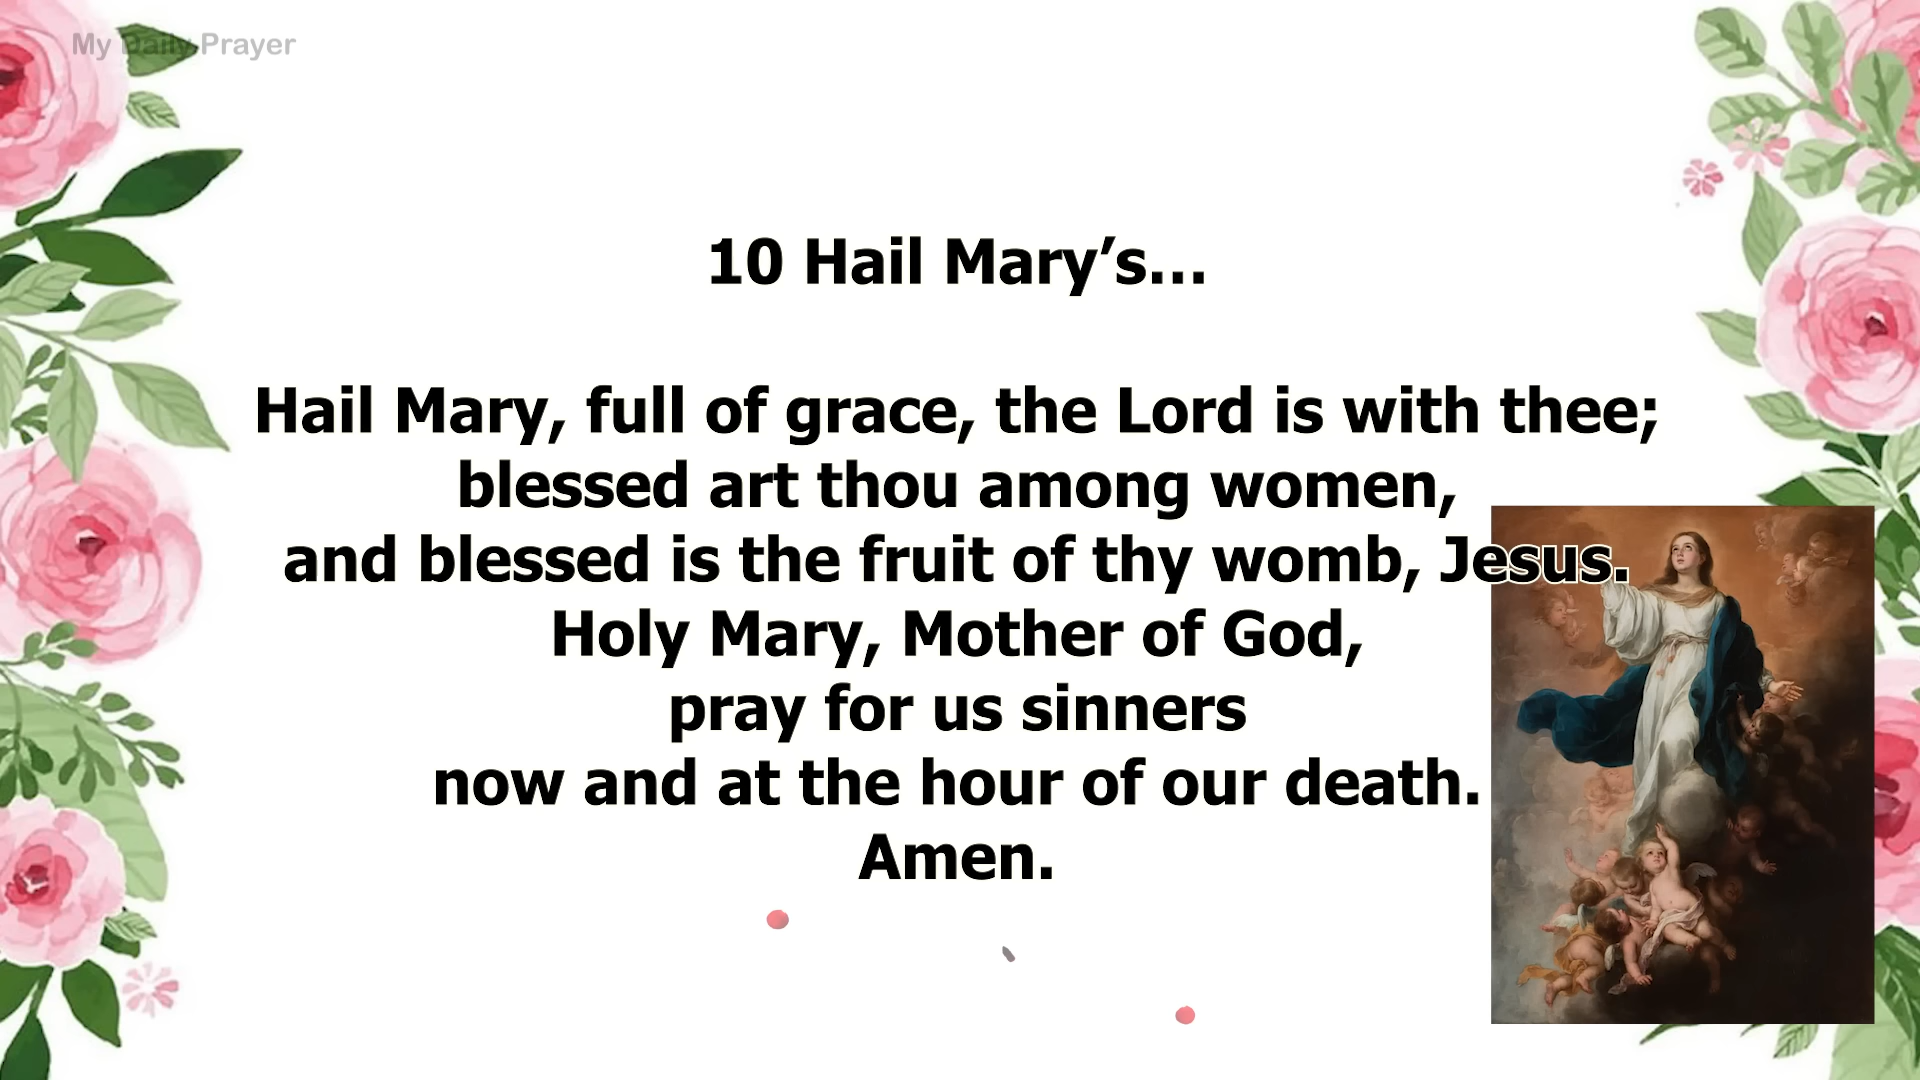 My Daily Prayer
10 Hail Mary’s...
Hail Mary, full of grace, the Lord is with thee;
blessed art thou among women,
and blessed is the fruit of thy womb, Jesus.
Holy Mary, Mother of God,
pray for us sinners
now and at the hour of our death.
Amen.